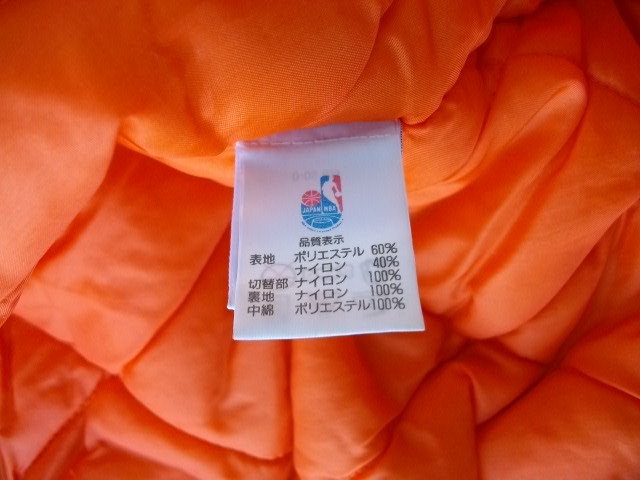 JAPAN NBA
品質表示
表地 ポリエステル 60%
ナイロン 40%
切替部 ナイロン 100%
裏地 ナイロン 100%
中綿 ポリエステル100%